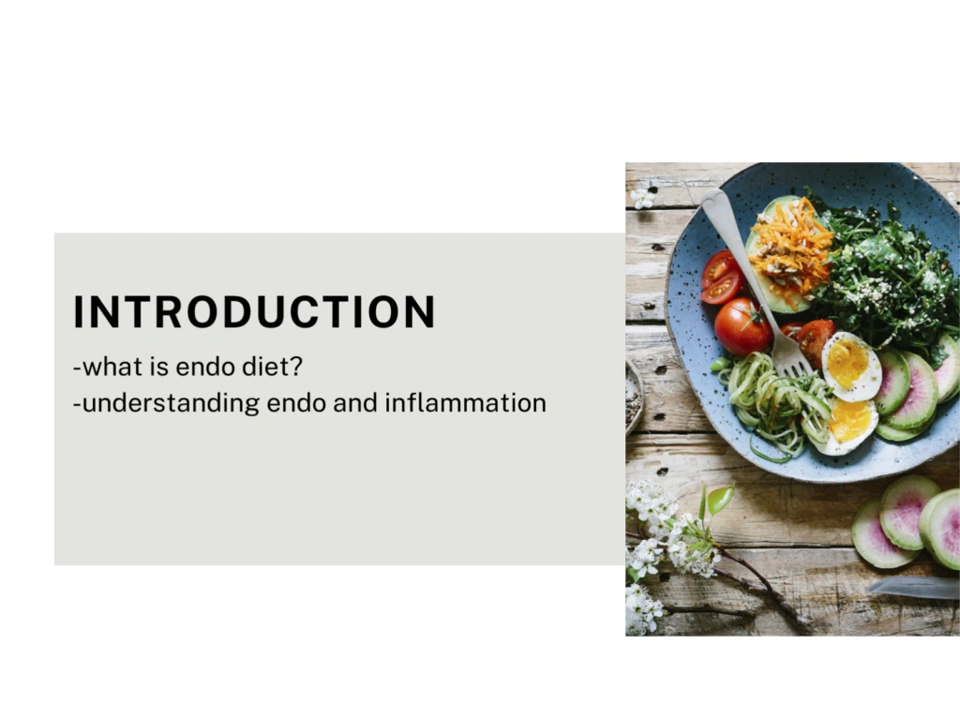 INTRODUCTION
-what is endo diet?
-understanding endo and inflammation